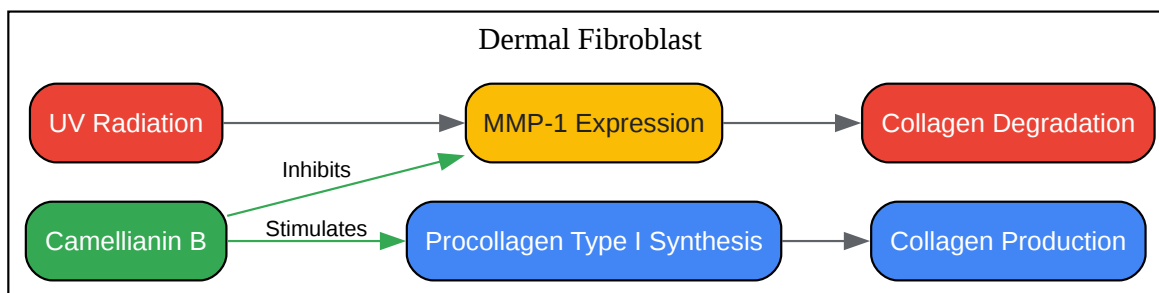 Dermal Fibroblast
UV Radiation
MMP-1 Expression
Collagen Degradation
Inhibits
Camellianin B
Stimulates
Procollagen Type I Synthesis
Collagen Production